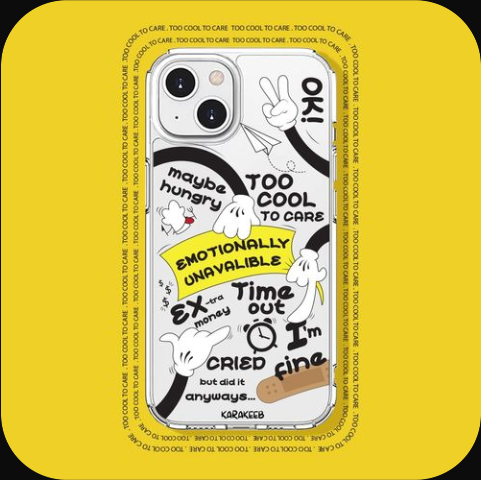 TOO COOL TO CARE . TOO COOL TO CARE . TOO COOL TO CARE . TOO COOL TO CARE
OK!
maybe
hungry
TOO
COOL
TO CARE
EMOTIONALLY
UNAVALIBLE
EX-tra
money
Time
out
I'm
fine
CRIED
but did it
anyways...
KARAKEEB